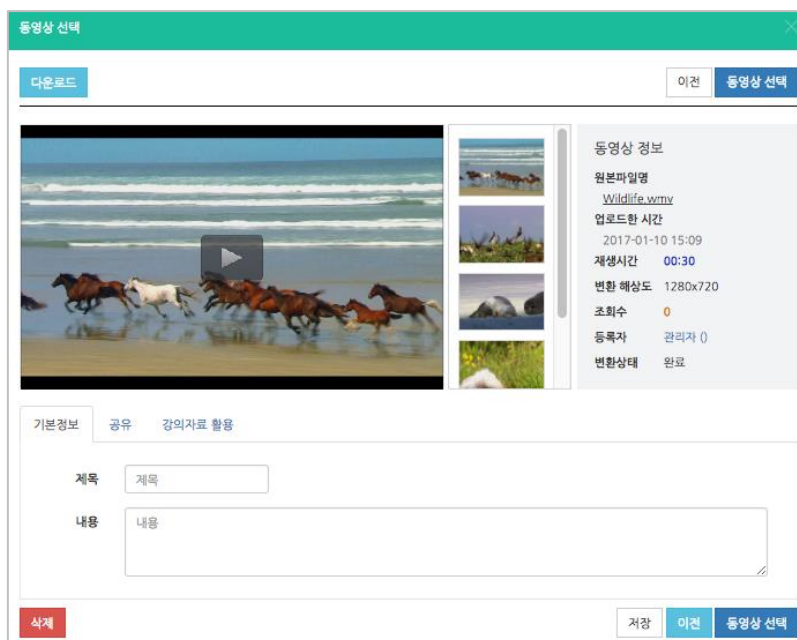 동영상 선택
다운로드
이전
동영상 선택
동영상 정보
원본파일명
Wildlife.wmv
업로드한 시간
2017-01-10 15:09
재생시간 00:30
변환 해상도 1280x720
조회수 0
등록자 관리자 ()
변환상태 완료
기본정보 공유 강의자료 활용
제목 제목
내용 내용
삭제
저장
이전
동영상 선택